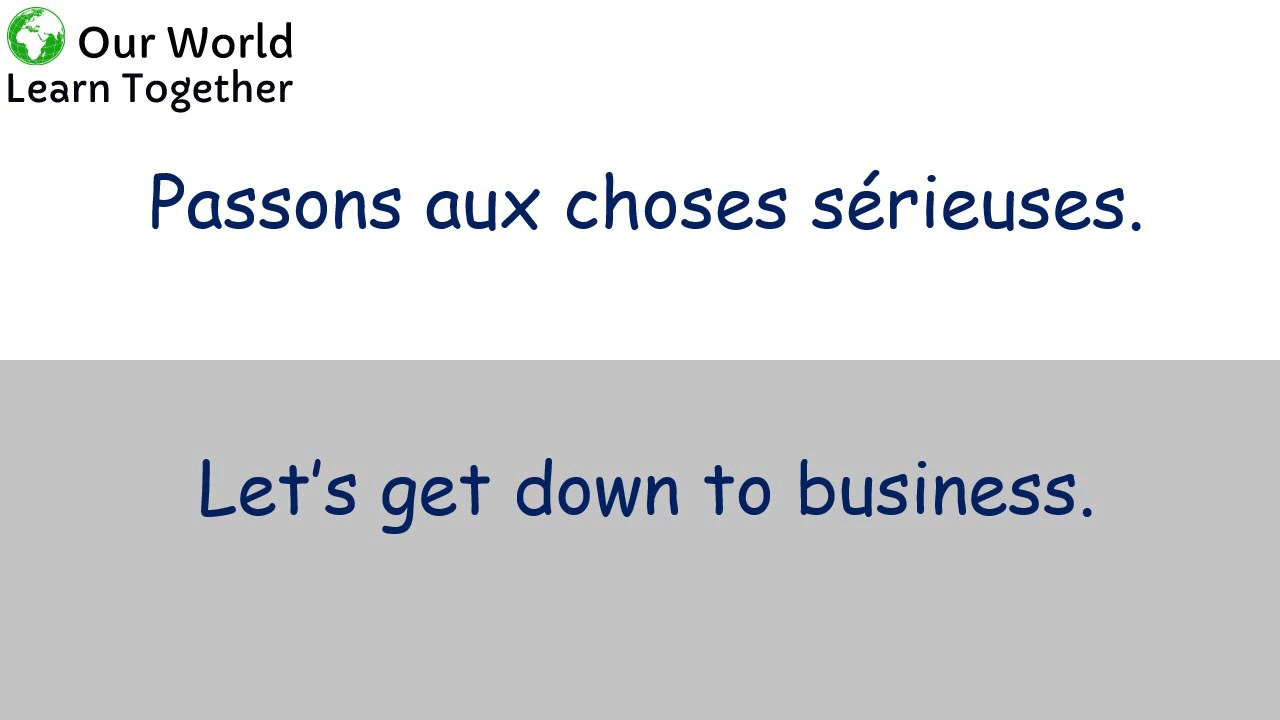 Our World
Learn Together
Passons aux choses sérieuses.
Let's get down to business.